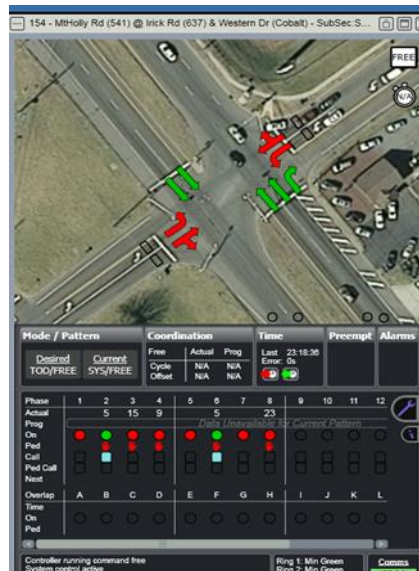 154 - MtHolly Rd (541) @ Irick Rd (637) & Western Dr (Cobalt) - SubSec:S...
FREE
N/A
Mode / Pattern
Coordination
Time
Preempt
Alarms
Desired
TOD/FREE
Current
SYS/FREE
Free Actual Prog
Cycle N/A N/A
Offset N/A N/A
Last 23:18:36
Error: 0s
Phase 1 2 3 4 5 6 7 8 9 10 11 12
Actual 5 15 9 5 23
Prog Data Unavailable for Current Pattern
On
Ped
Call
Ped Call
Next
Overlap A B C D E F G H I J K L
Time
On
Ped
Controller running command free
System control active
Ring 1: Min Green
Ring 2: Min Green
Comms